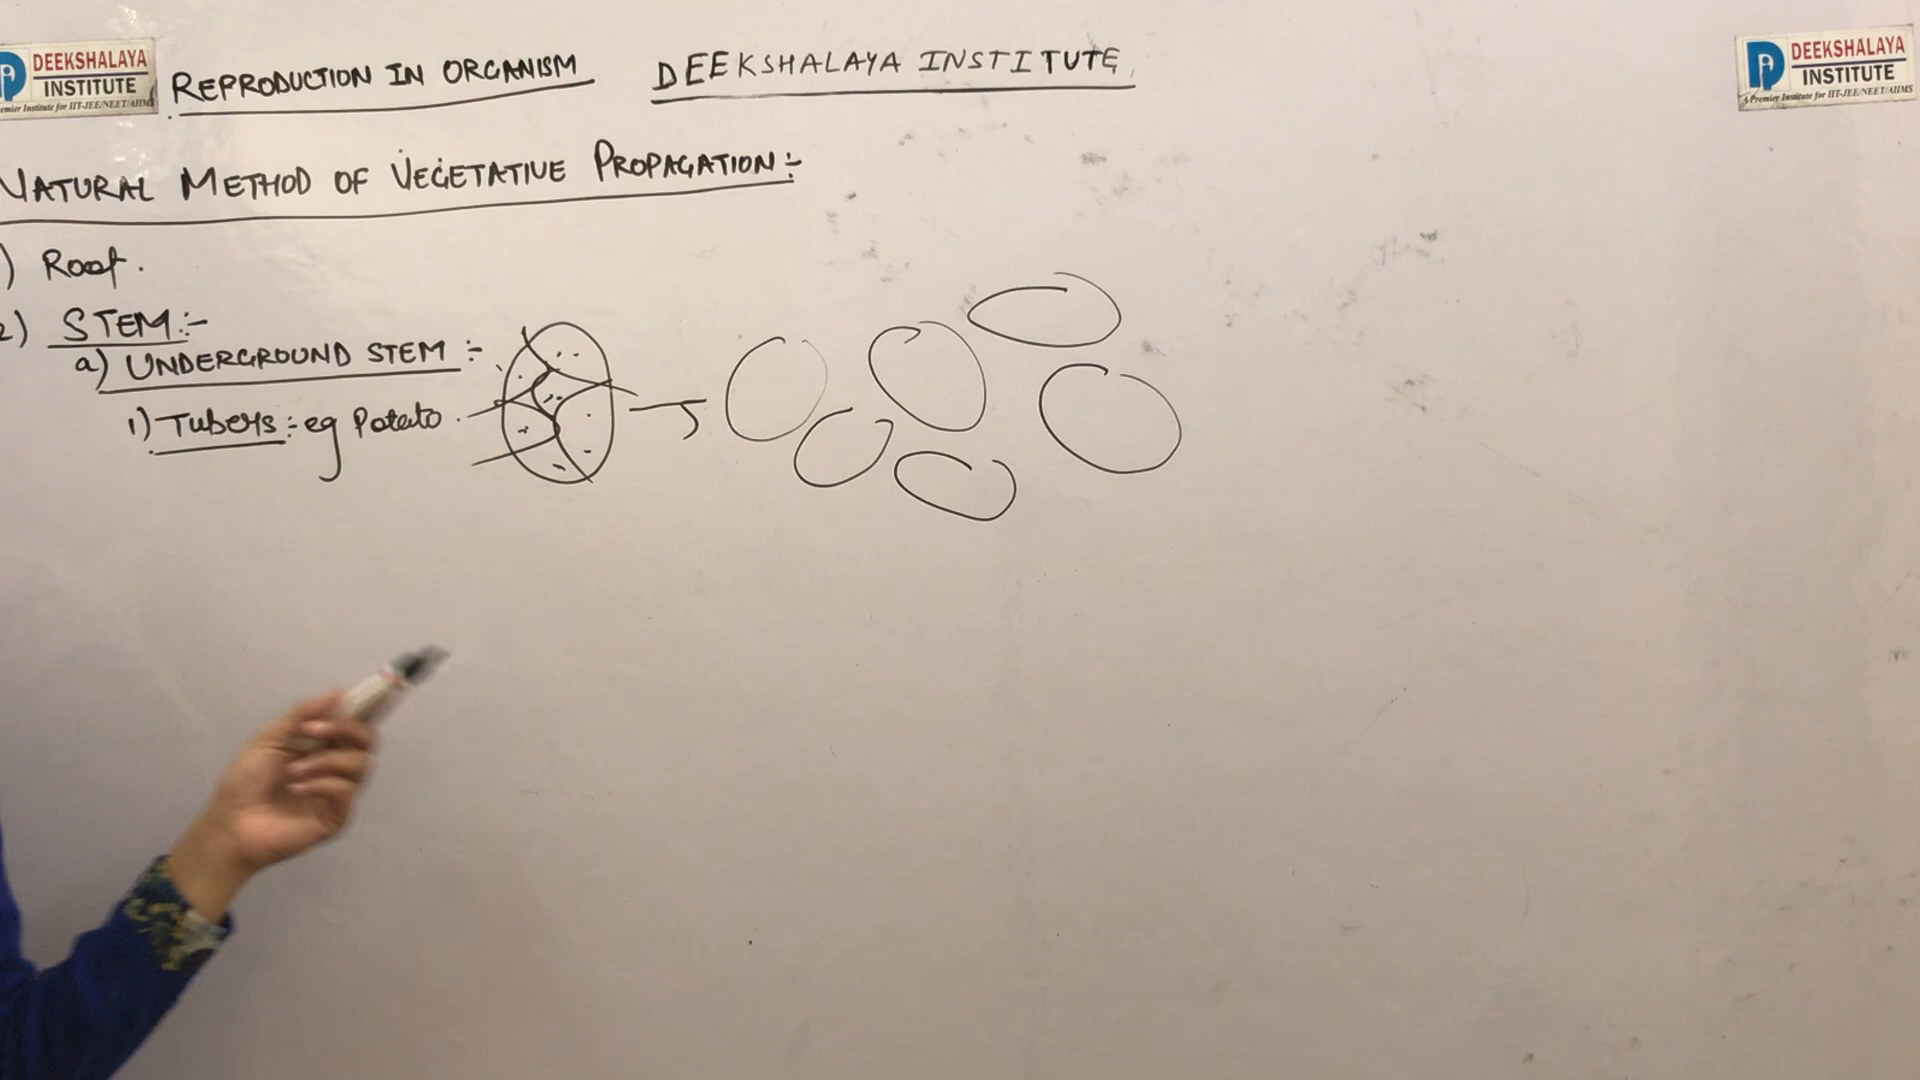 DEEKSHALAYA
INSTITUTE
emier Institute for IIT-JEE/NEET/AIIMS
REPRODUCTION IN ORGANISM
DEEKSHALAYA INSTITUTE
DEEKSHALAYA
INSTITUTE
A Premier Institute for IIT-JEE/NEET/AIIMS
NATURAL METHOD OF VEGETATIVE PROPAGATION:-
) Root.
2) STEM:-
a) UNDERGROUND STEM :-
1) Tubers:- eg Potato.